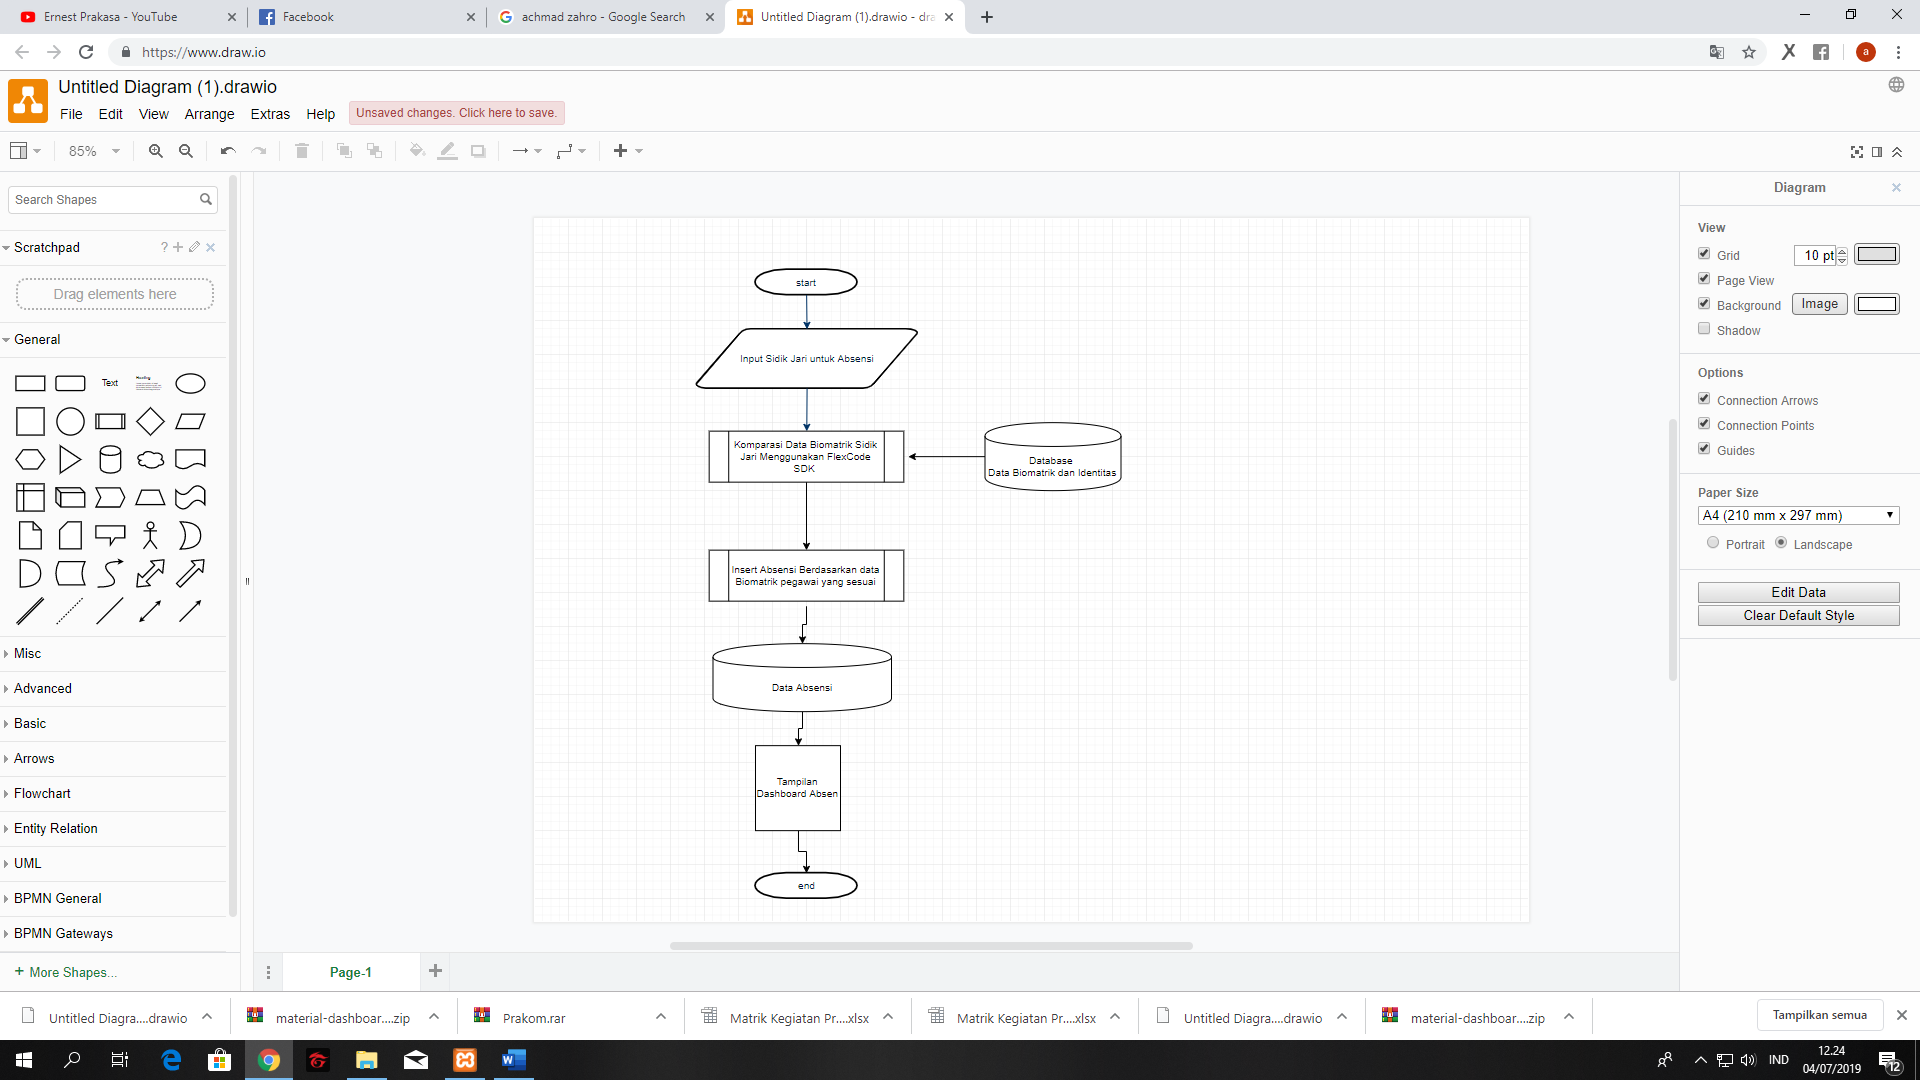 Ernest Prakasa - YouTube
Facebook
achmad zahro - Google Search
Untitled Diagram (1).drawio - dra
https://www.draw.io
a
Untitled Diagram (1).drawio
File Edit View Arrange Extras Help
Unsaved changes. Click here to save.
85%
Search Shapes
Scratchpad
?
Drag elements here
General
Text
Heading
Misc
Advanced
Basic
Arrows
Flowchart
Entity Relation
UML
BPMN General
BPMN Gateways
+ More Shapes...
start
Input Sidik Jari untuk Absensi
Komparasi Data Biomatrik Sidik
Jari Menggunakan FlexCode
SDK
Database
Data Biomatrik dan Identitas
Insert Absensi Berdasarkan data
Biomatrik pegawai yang sesuai
Data Absensi
Tampilan
Dashboard Absen
end
Page-1
Diagram
View
Grid
10 pt
Page View
Background
Image
Shadow
Options
Connection Arrows
Connection Points
Guides
Paper Size
A4 (210 mm x 297 mm)
Portrait
Landscape
Edit Data
Clear Default Style
Untitled Diagra....drawio
material-dashboar....zip
Prakom.rar
Matrik Kegiatan Pr....xlsx
Matrik Kegiatan Pr....xlsx
Untitled Diagra....drawio
material-dashboar....zip
Tampilkan semua
IND
12.24
04/07/2019
12